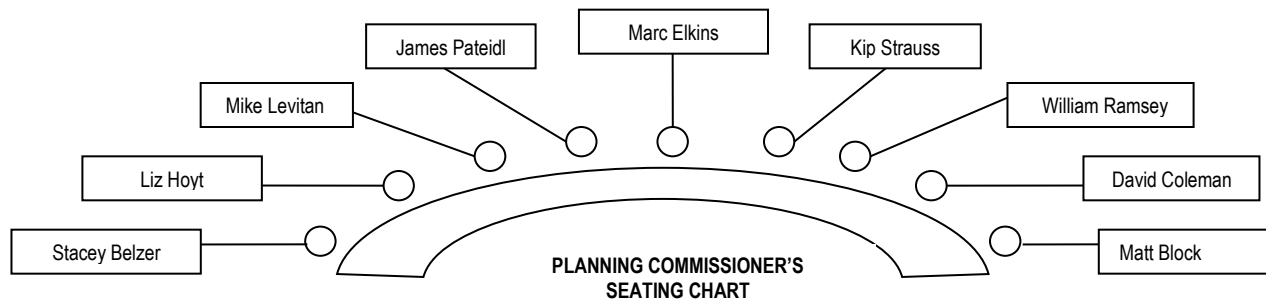 Marc Elkins
James Pateidl
Kip Strauss
Mike Levitan
William Ramsey
Liz Hoyt
David Coleman
Stacey Belzer
Matt Block
PLANNING COMMISSIONER’S
SEATING CHART